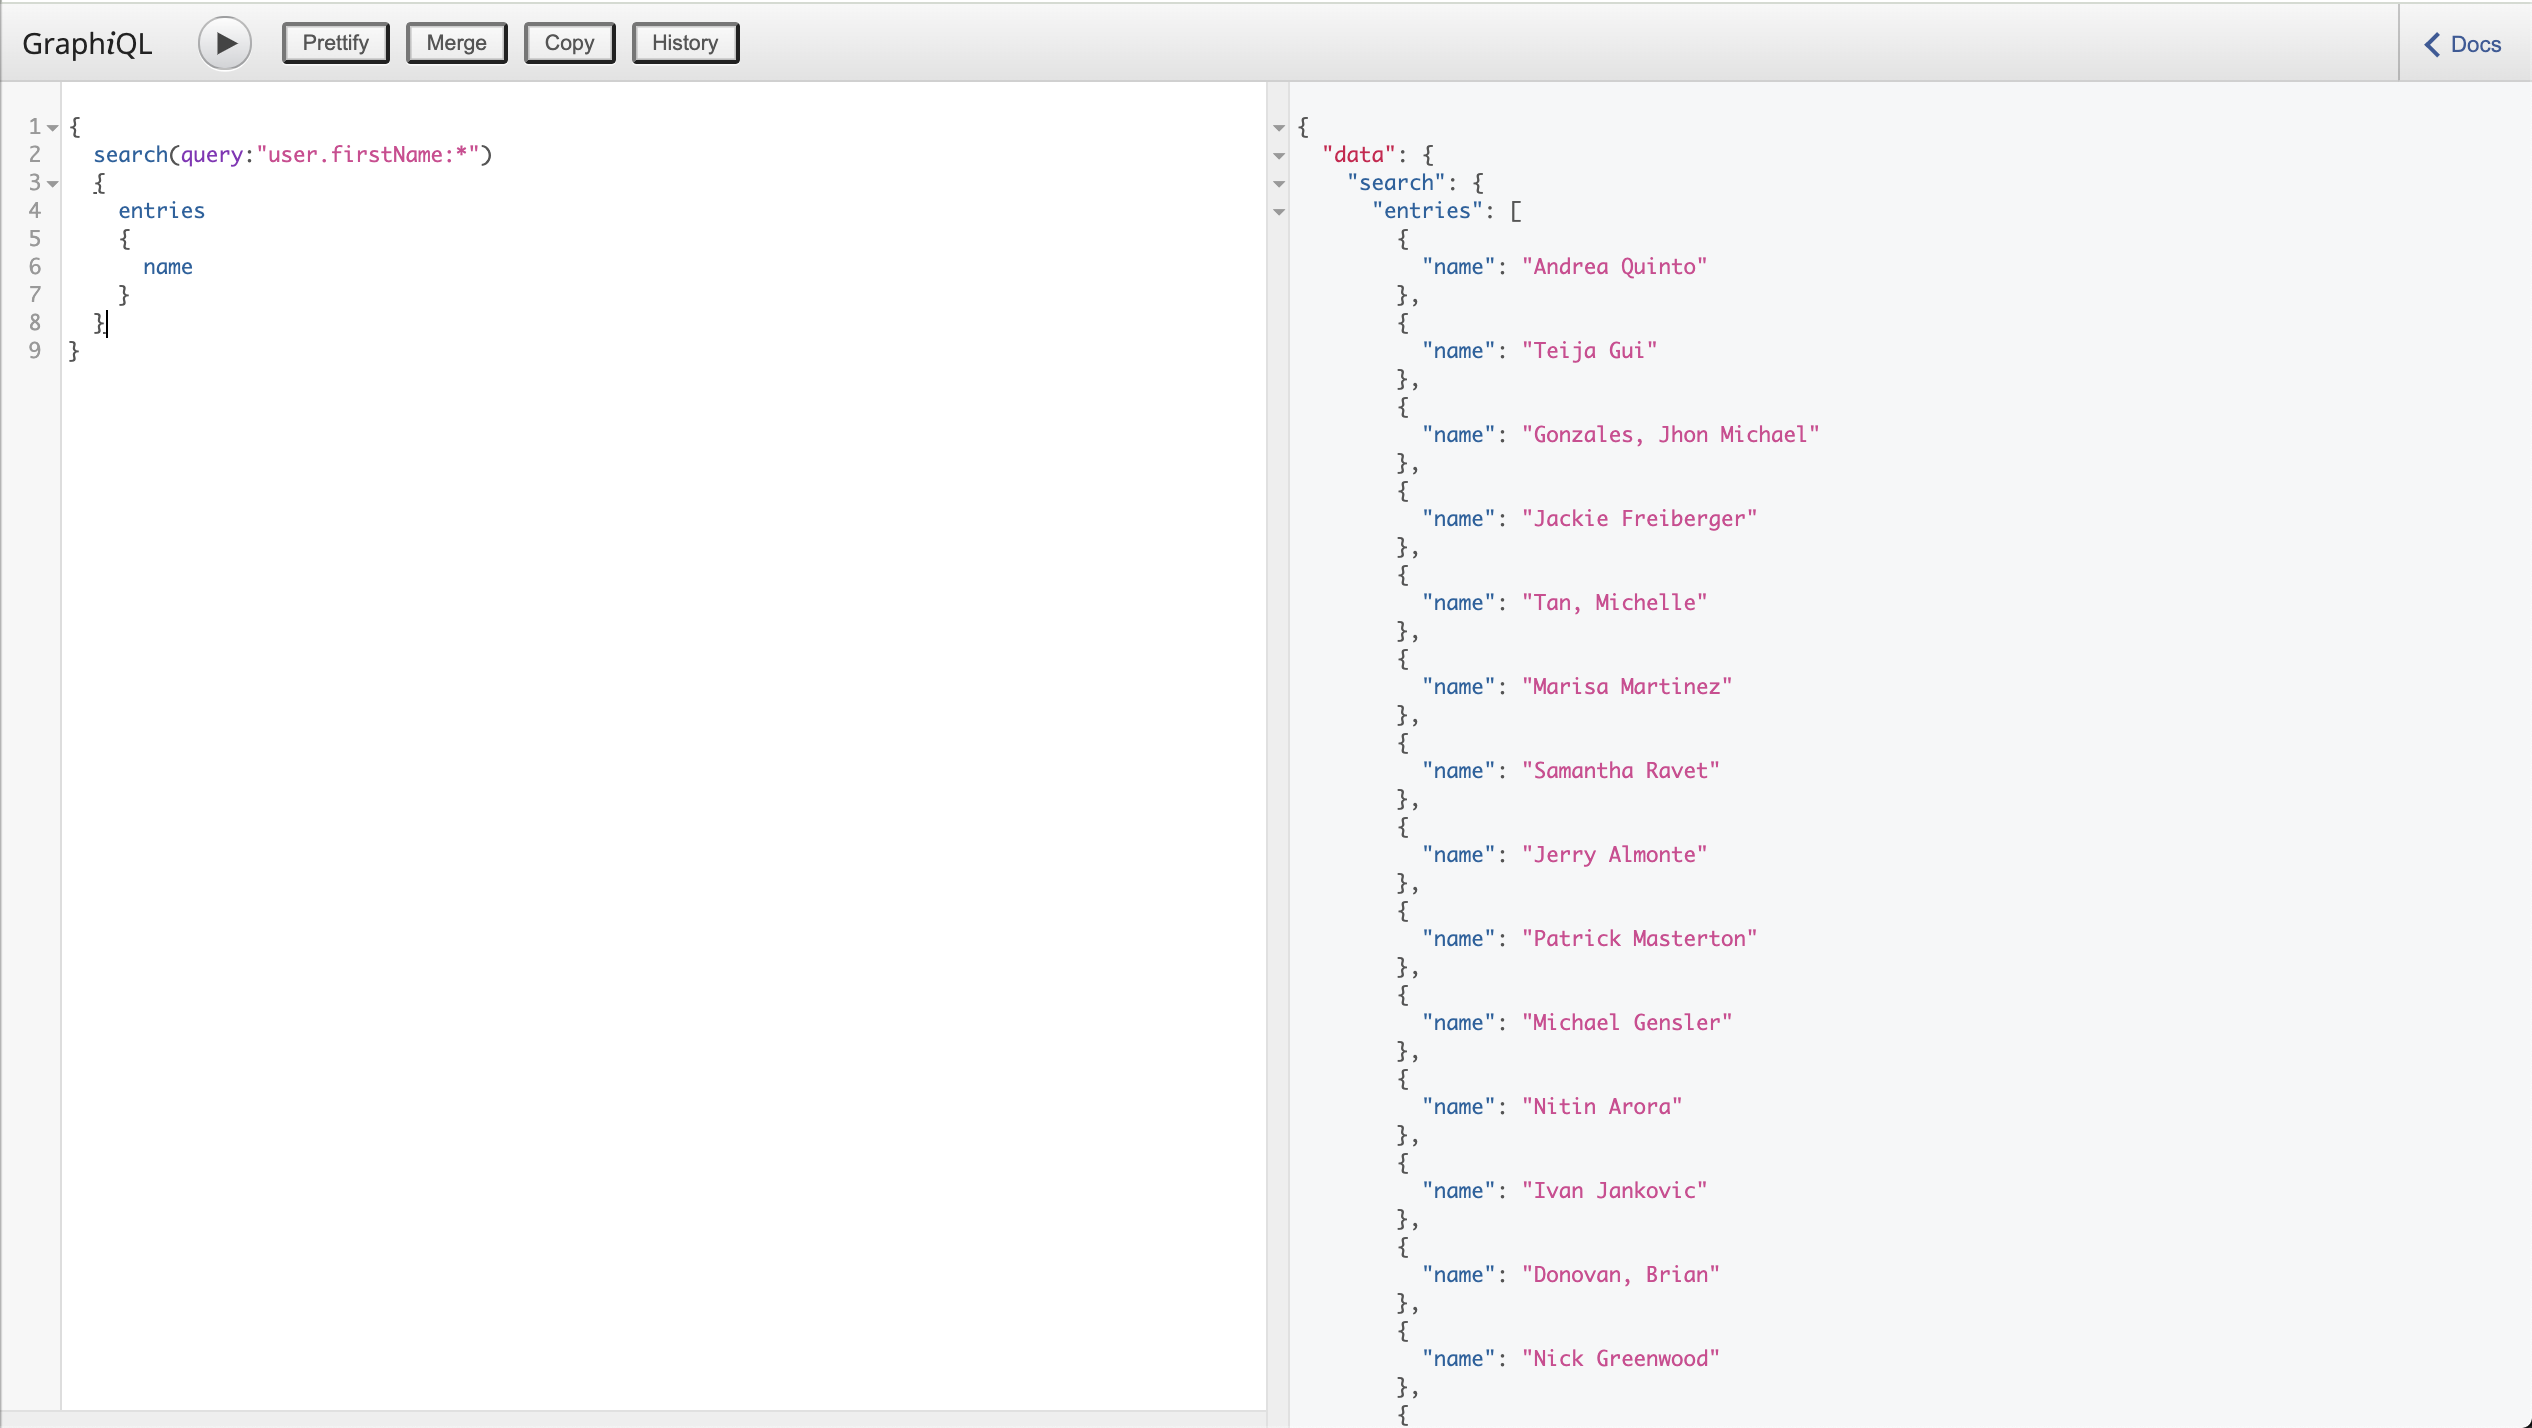 GraphiQL Prettify Merge Copy History Docs
1 {
2 search(query:"user.firstName:*")
3 {
4 entries
5 {
6 name
7 }
8 }
9 }
{
"data": {
"search": {
"entries": [
{
"name": "Andrea Quinto"
},
{
"name": "Teija Gui"
},
{
"name": "Gonzales, Jhon Michael"
},
{
"name": "Jackie Freiberger"
},
{
"name": "Tan, Michelle"
},
{
"name": "Marisa Martinez"
},
{
"name": "Samantha Ravet"
},
{
"name": "Jerry Almonte"
},
{
"name": "Patrick Masterton"
},
{
"name": "Michael Gensler"
},
{
"name": "Nitin Arora"
},
{
"name": "Ivan Jankovic"
},
{
"name": "Donovan, Brian"
},
{
"name": "Nick Greenwood"
},
{